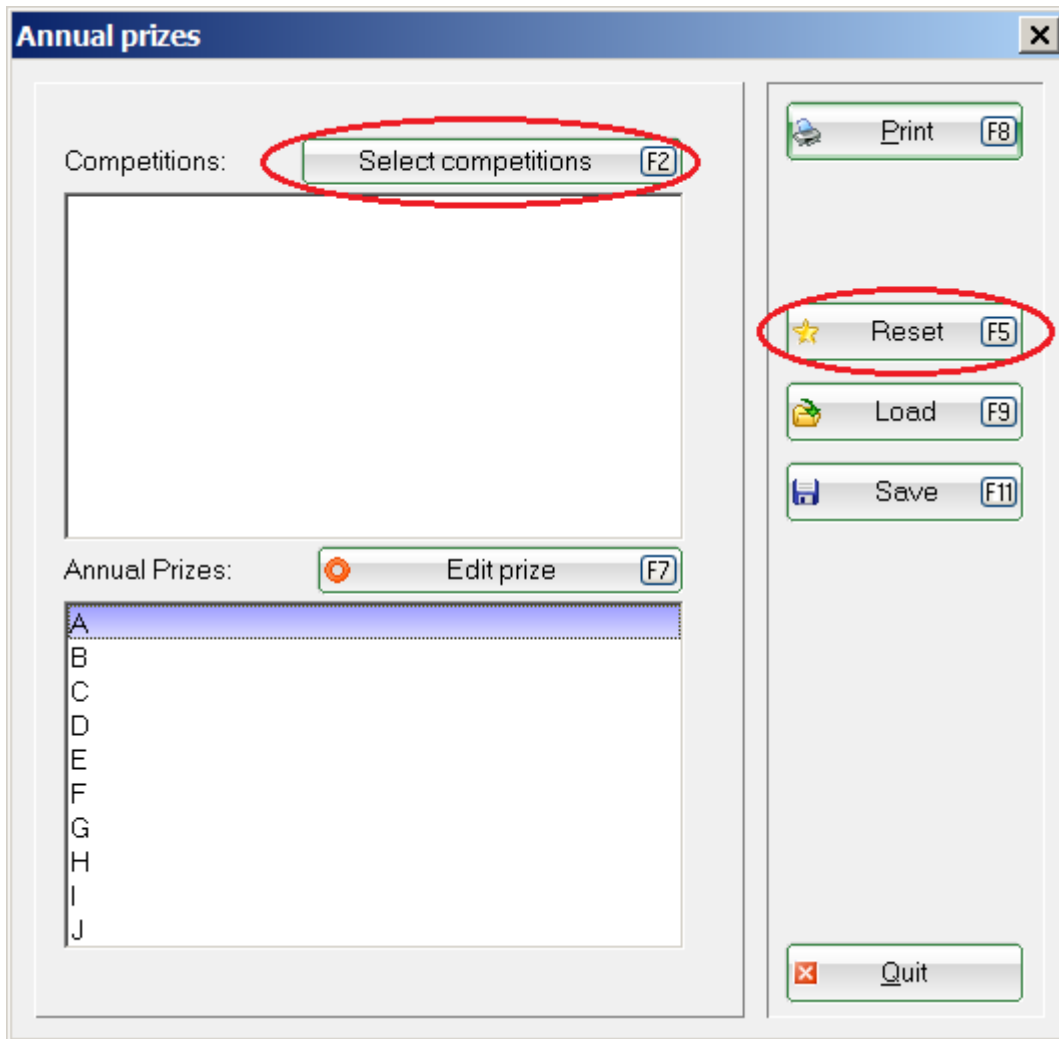 Annual prizes
Competitions:
Select competitions F2
Annual Prizes:
Edit prize F7
A
B
C
D
E
F
G
H
I
J
Print F8
Reset F5
Load F9
Save F11
Quit